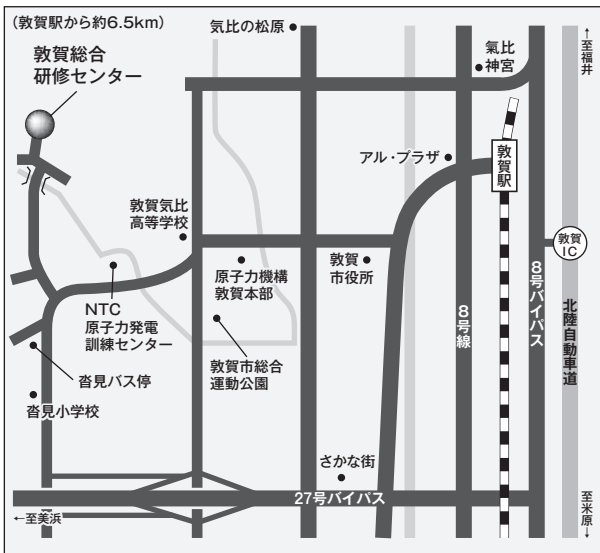 (敦賀駅から約6.5km)
敦賀総合
研修センター
気比の松原
氣比
神宮
↑至福井
アル・プラザ
敦賀駅
敦賀気比
高等学校
原子力機構
敦賀本部
敦賀
市役所
敦賀
IC
8号バイパス
8号線
北陸自動車道
NTC
原子力発電
訓練センター
敦賀市総合
運動公園
沓見バス停
沓見小学校
さかな街
27号バイパス
←至美浜
至米原↓